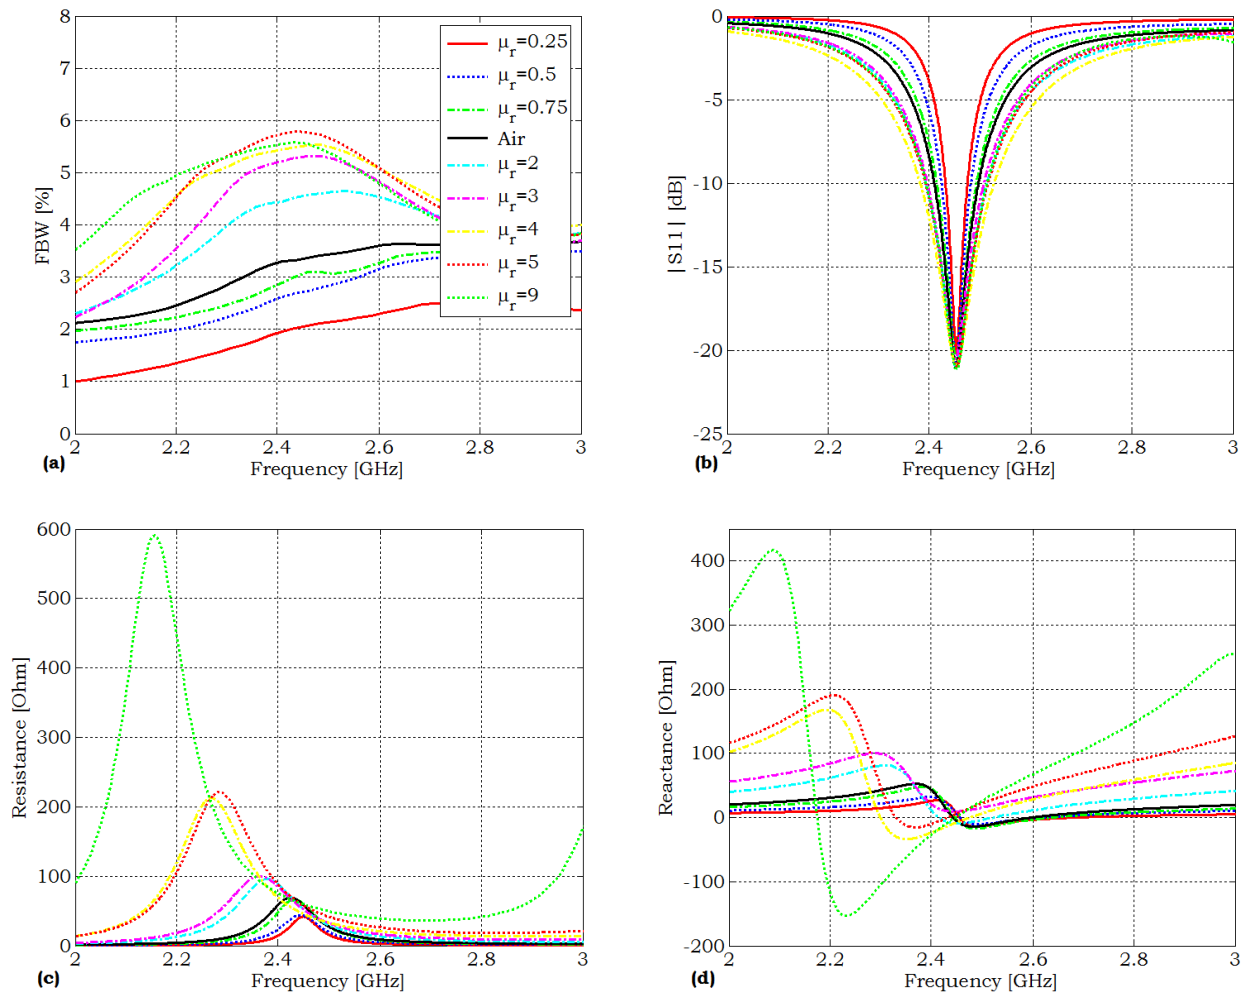 8
7
6
5
4
3
2
1
0
FBW [%]
2
2.2
2.4
2.6
2.8
3
Frequency [GHz]
(a)
μr=0.25
μr=0.5
μr=0.75
Air
μr=2
μr=3
μr=4
μr=5
μr=9
0
-5
-10
-15
-20
-25
|S11| [dB]
2
2.2
2.4
2.6
2.8
3
Frequency [GHz]
(b)
600
500
400
300
200
100
0
Resistance [Ohm]
2
2.2
2.4
2.6
2.8
3
Frequency [GHz]
(c)
400
300
200
100
0
-100
-200
Reactance [Ohm]
2
2.2
2.4
2.6
2.8
3
Frequency [GHz]
(d)